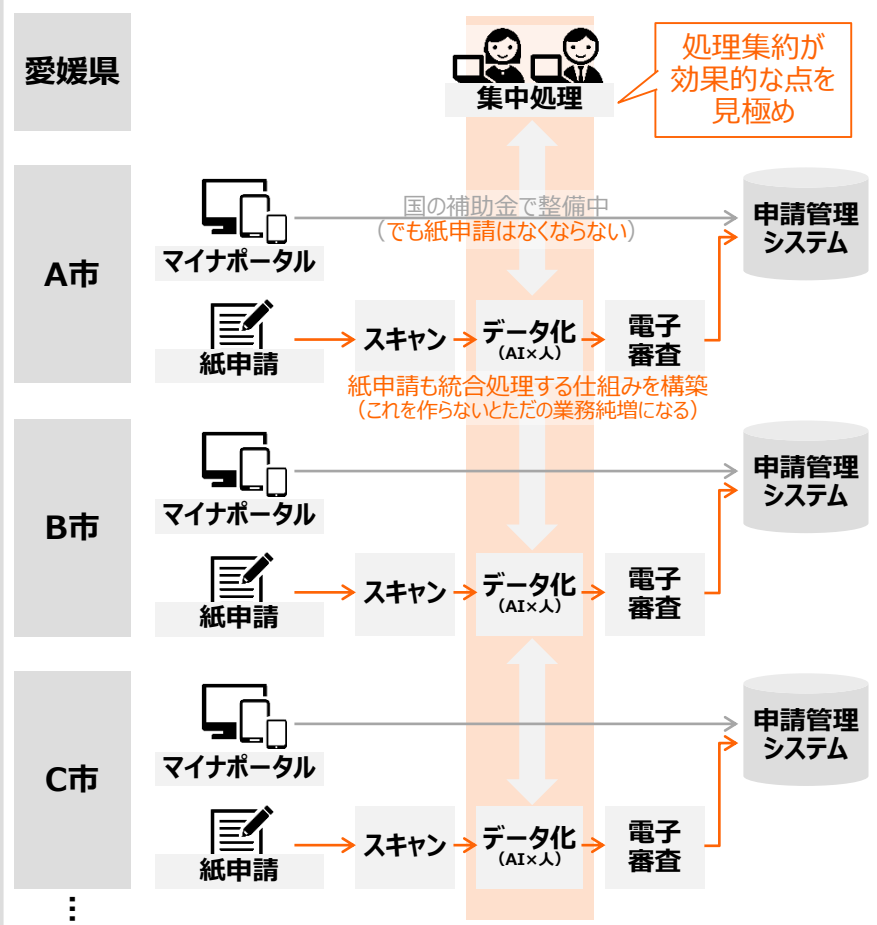 愛媛県
集中処理
処理集約が
効果的な点を
見極め
A市
マイナポータル
国の補助金で整備中
（でも紙申請はなくならない）
申請管理
システム
紙申請
スキャン
データ化
（AI×人）
電子
審査
紙申請も統合処理する仕組みを構築
（これを作らないとただの業務純増になる）
B市
マイナポータル
申請管理
システム
紙申請
スキャン
データ化
（AI×人）
電子
審査
C市
マイナポータル
申請管理
システム
紙申請
スキャン
データ化
（AI×人）
電子
審査
…